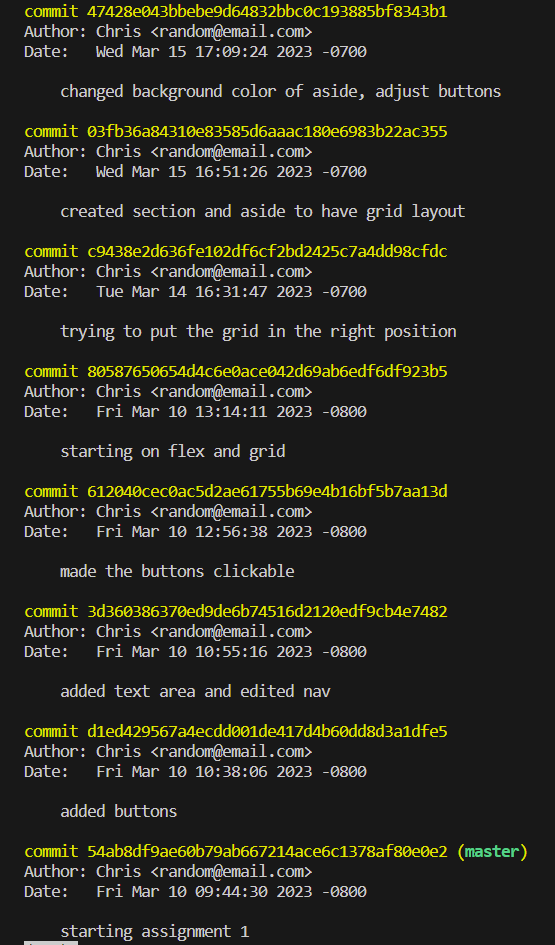 commit 47428e043bbebe9d64832bbc0c193885bf8343b1
Author: Chris <random@email.com>
Date:   Wed Mar 15 17:09:24 2023 -0700
changed background color of aside, adjust buttons
commit 03fb36a84310e83585d6aaac180e6983b22ac355
Author: Chris <random@email.com>
Date:   Wed Mar 15 16:51:26 2023 -0700
created section and aside to have grid layout
commit c9438e2d636fe102df6cf2bd2425c7a4dd98cfdc
Author: Chris <random@email.com>
Date:   Tue Mar 14 16:31:47 2023 -0700
trying to put the grid in the right position
commit 80587650654d4c6e0ace042d69ab6edf6df923b5
Author: Chris <random@email.com>
Date:   Fri Mar 10 13:14:11 2023 -0800
starting on flex and grid
commit 612040cec0ac5d2ae61755b69e4b16bf5b7aa13d
Author: Chris <random@email.com>
Date:   Fri Mar 10 12:56:38 2023 -0800
made the buttons clickable
commit 3d360386370ed9de6b74516d2120edf9cb4e7482
Author: Chris <random@email.com>
Date:   Fri Mar 10 10:55:16 2023 -0800
added text area and edited nav
commit d1ed429567a4ecdd001de417d4b60dd8d3a1dfe5
Author: Chris <random@email.com>
Date:   Fri Mar 10 10:38:06 2023 -0800
added buttons
commit 54ab8df9ae60b79ab667214ace6c1378af80e0e2 (master)
Author: Chris <random@email.com>
Date:   Fri Mar 10 09:44:30 2023 -0800
starting assignment 1